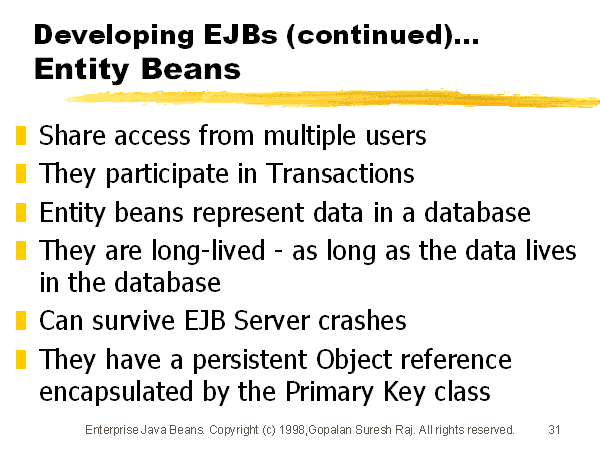 Developing EJBs (continued)...
Entity Beans
Share access from multiple users
They participate in Transactions
Entity beans represent data in a database
They are long-lived - as long as the data lives
in the database
Can survive EJB Server crashes
They have a persistent Object reference
encapsulated by the Primary Key class
Enterprise Java Beans. Copyright (c) 1998,Gopalan Suresh Raj. All rights reserved. 31